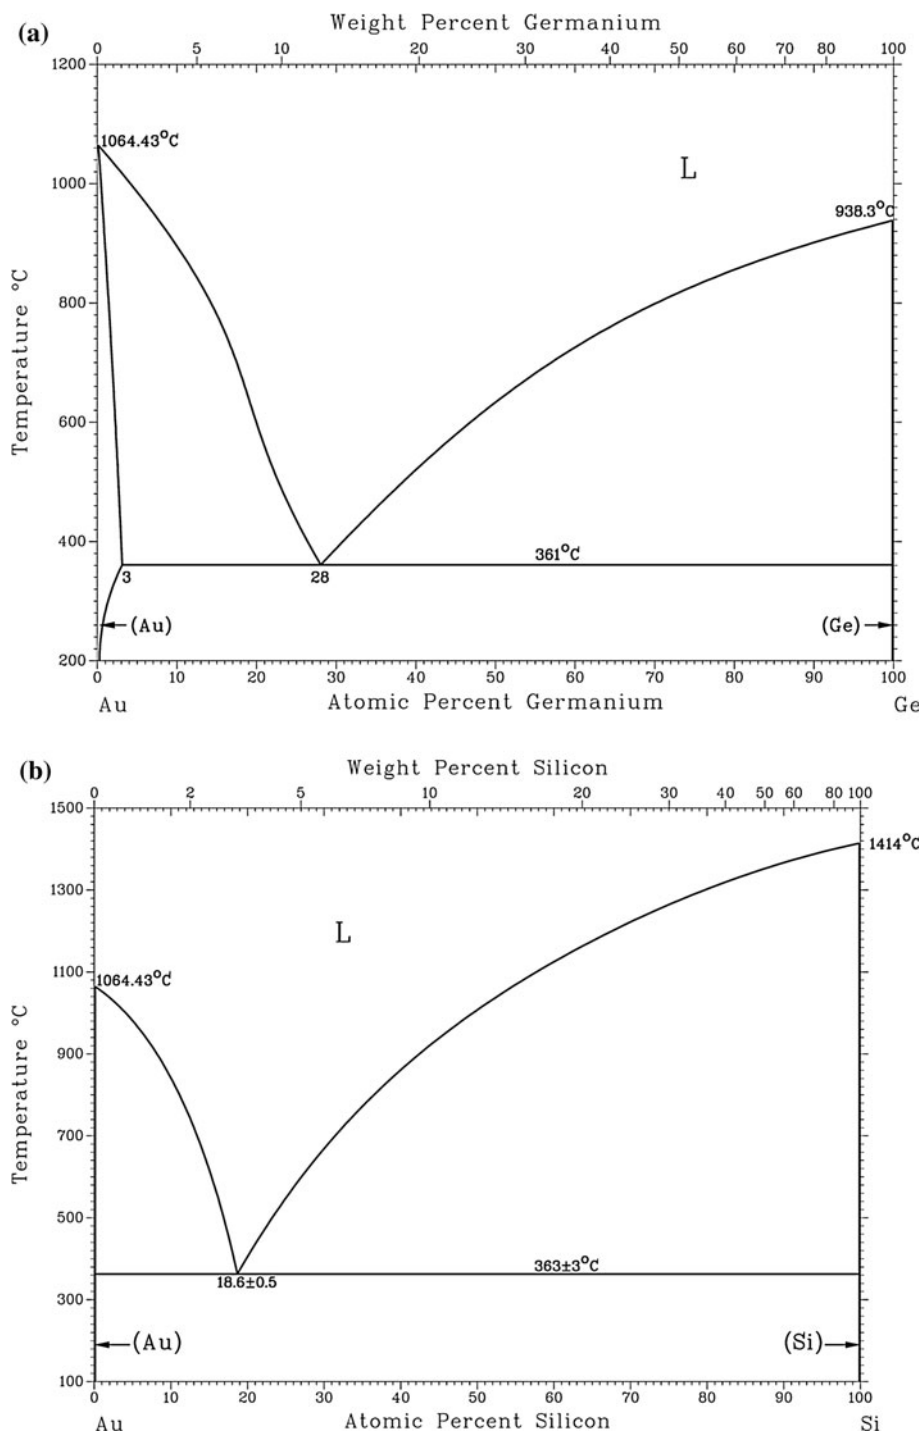 (a)
Weight Percent Germanium
0 5 10 20 30 40 50 60 70 80 100
1200
1064.43°C
L
1000
938.3°C
800
Temperature °C
600
400
361°C
3
28
(Au)
(Ge)
200
0 10 20 30 40 50 60 70 80 90 100
Au
Atomic Percent Germanium
Ge
(b)
Weight Percent Silicon
0 2 5 6 10 20 30 40 50 60 80 90 100
1500
1414°C
1300
L
1100
1064.43°C
Temperature °C
900
700
500
363±3°C
18.6±0.5
300
(Au)
(Si)
100
0 10 20 30 40 50 60 70 80 90 100
Au
Atomic Percent Silicon
Si